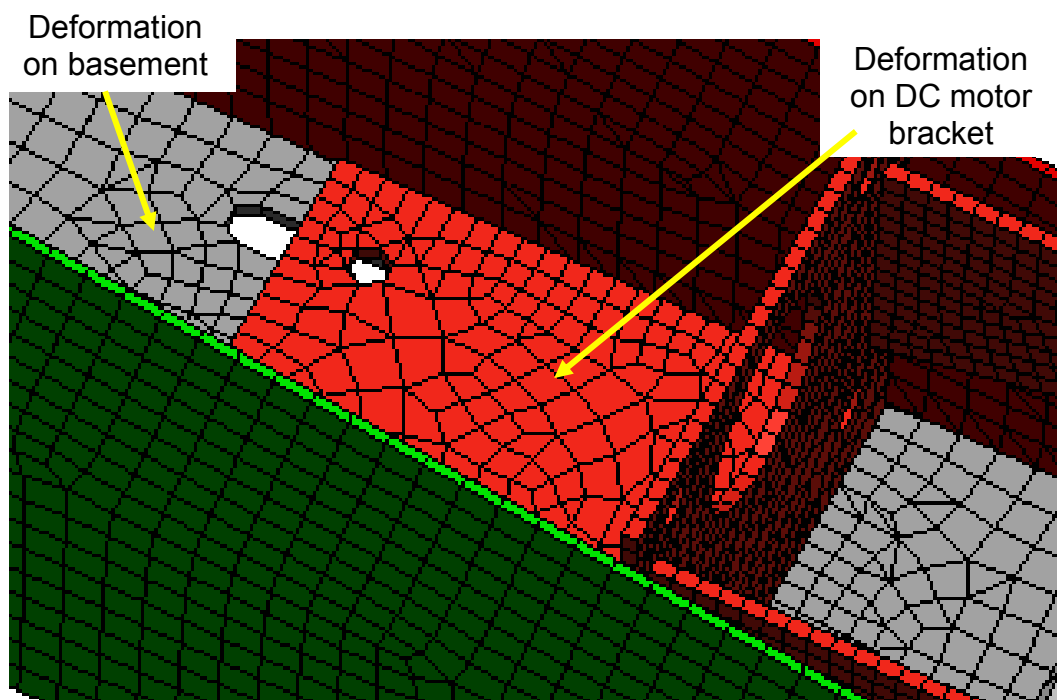 Deformation
on basement
Deformation
on DC motor
bracket